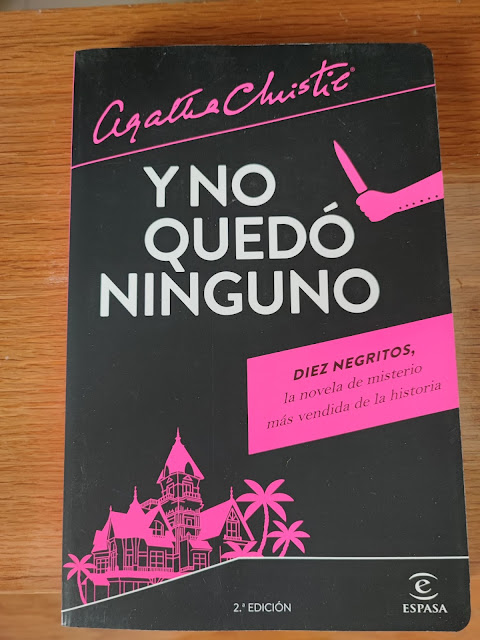 Agatha Christie®
Y NO
QUEDÓ
NINGUNO
DIEZ NEGRITOS,
la novela de misterio
más vendida de la historia
2.ª EDICIÓN
e
ESPASA